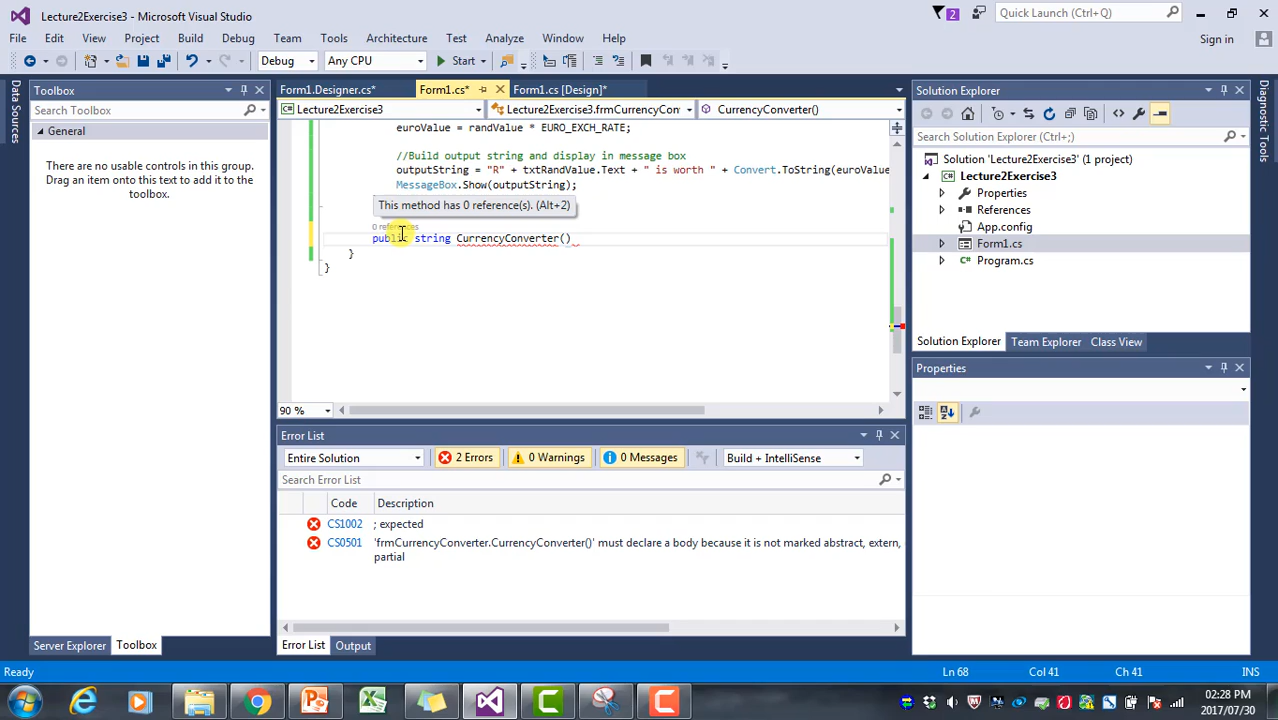 Lecture2Exercise3 - Microsoft Visual Studio
2
Quick Launch (Ctrl+Q)
File Edit View Project Build Debug Team Tools Architecture Test Analyze Window Help
Sign in
Debug Any CPU Start
Data Sources
Toolbox
Search Toolbox
General
There are no usable controls in this group.
Drag an item onto this text to add it to the
toolbox.
Server Explorer Toolbox
Form1.Designer.cs* Form1.cs* Form1.cs [Design]*
Lecture2Exercise3 Lecture2Exercise3.frmCurrencyCon CurrencyConverter()
euroValue = randValue * EURO_EXCH_RATE;
//Build output string and display in message box
outputString = "R" + txtRandValue.Text + " is worth " + Convert.ToString(euroValue
MessageBox.Show(outputString);
This method has 0 reference(s). (Alt+2)
0 references
public string CurrencyConverter()
}
}
90 %
Error List
Entire Solution 2 Errors 0 Warnings 0 Messages Build + IntelliSense
Search Error List
Code Description
CS1002 ; expected
CS0501 'frmCurrencyConverter.CurrencyConverter()' must declare a body because it is not marked abstract, extern,
partial
Error List Output
Solution Explorer
Search Solution Explorer (Ctrl+;)
Solution 'Lecture2Exercise3' (1 project)
Lecture2Exercise3
Properties
References
App.config
Form1.cs
Program.cs
Solution Explorer Team Explorer Class View
Properties
Diagnostic Tools
Ready Ln 68 Col 41 Ch 41 INS
02:28 PM
2017/07/30